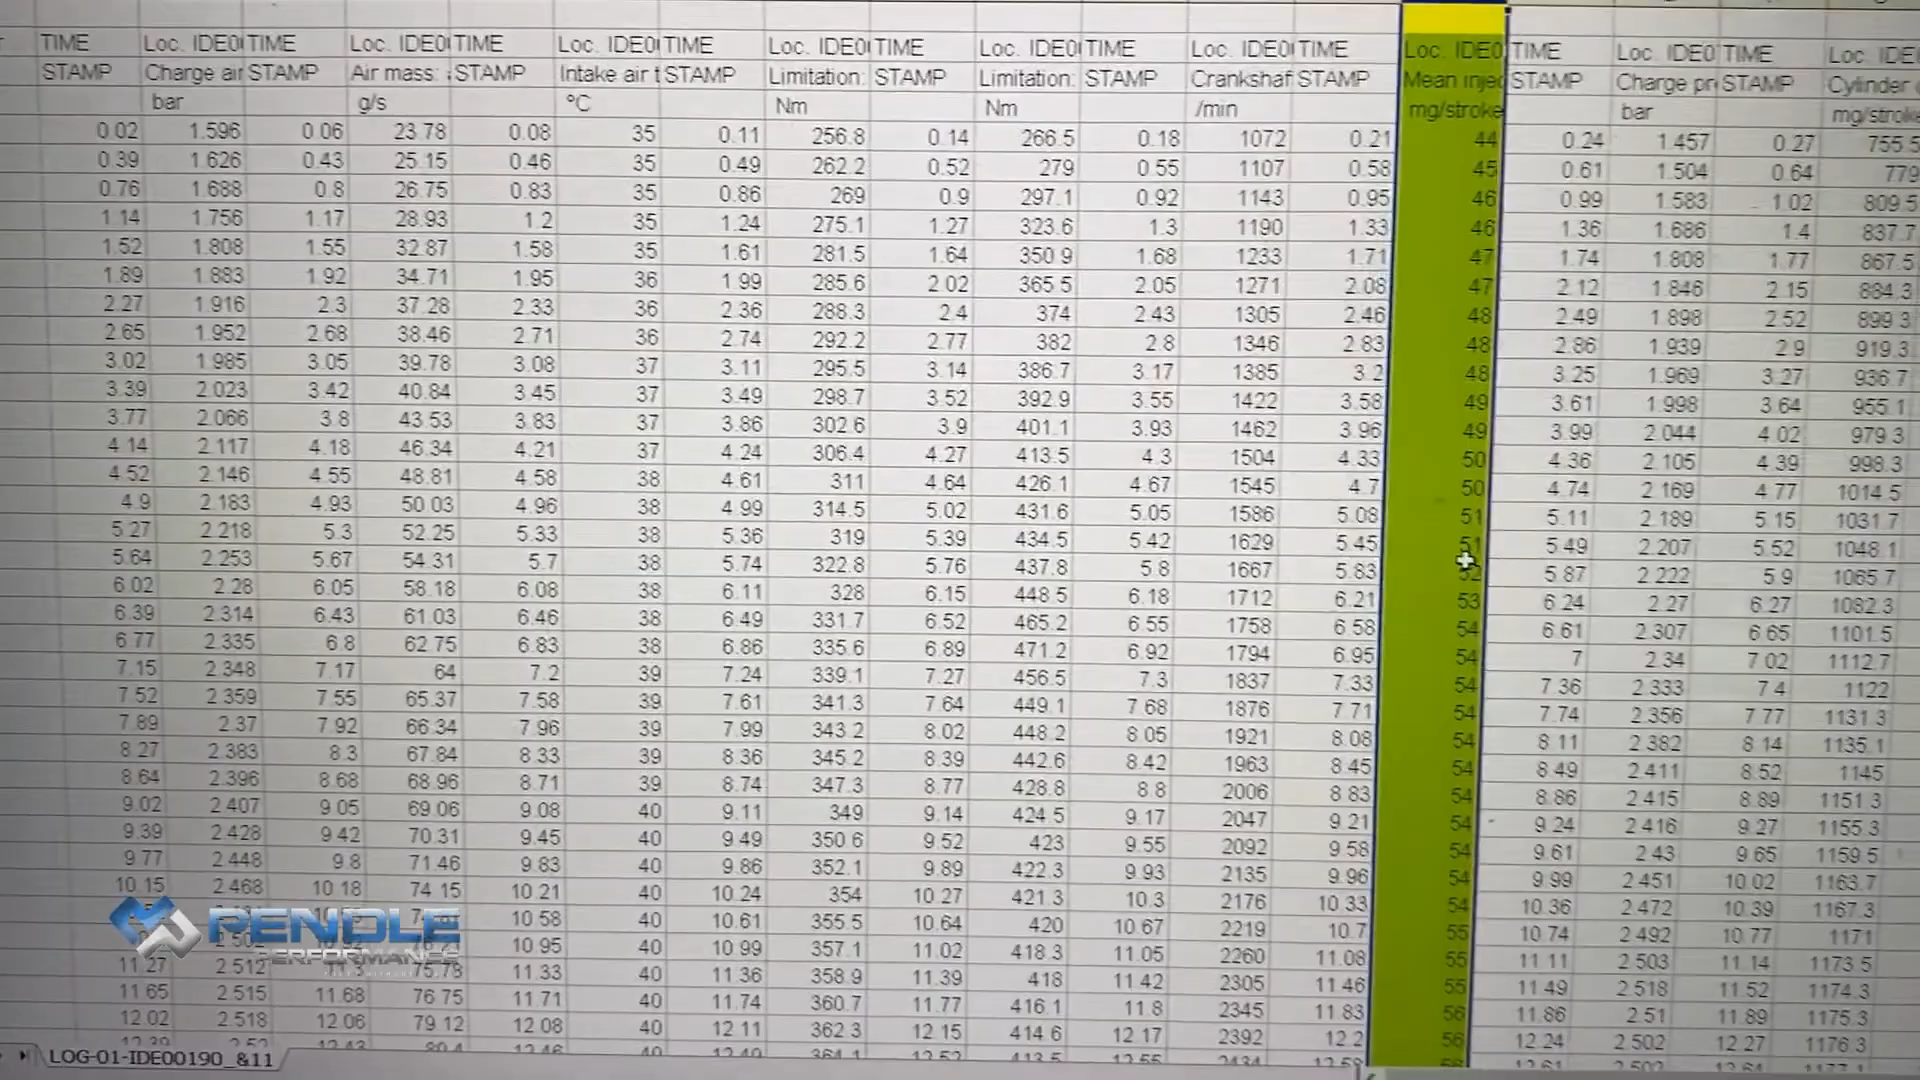 TIME Loc. IDE0 TIME Loc. IDE0 TIME Loc. IDE0 TIME Loc. IDE0 TIME Loc. IDE0 TIME Loc. IDE0 TIME Loc. IDE0 TIME Loc. IDE0 TIME Loc. IDE
STAMP Charge air STAMP Air mass: STAMP Intake air t STAMP Limitation: STAMP Limitation: STAMP Crankshaf STAMP Mean Injec STAMP Charge pr STAMP Cylinder
bar g/s °C Nm Nm /min mg/stroke bar mg/stroke
0.02 1.596 0.06 23.78 0.08 35 0.11 256.8 0.14 266.5 0.18 1072 0.21 44 0.24 1.457 0.27 755.5
0.39 1.626 0.43 25.15 0.46 35 0.49 262.2 0.52 279 0.55 1107 0.58 45 0.61 1.504 0.64 779
0.76 1.688 0.8 26.75 0.83 35 0.86 269 0.9 297.1 0.92 1143 0.95 46 0.99 1.583 1.02 809.5
1.14 1.756 1.17 28.93 1.2 35 1.24 275.1 1.27 323.6 1.3 1190 1.33 46 1.36 1.686 1.4 837.7
1.52 1.808 1.55 32.87 1.58 35 1.61 281.5 1.64 350.9 1.68 1233 1.71 47 1.74 1.808 1.77 867.5
1.89 1.883 1.92 34.71 1.95 36 1.99 285.6 2.02 365.5 2.05 1271 2.08 47 2.12 1.846 2.15 884.3
2.27 1.916 2.3 37.28 2.33 36 2.36 288.3 2.4 374 2.43 1305 2.46 48 2.49 1.898 2.52 899.3
2.65 1.952 2.68 38.46 2.71 36 2.74 292.2 2.77 382 2.8 1346 2.83 48 2.86 1.939 2.9 919.3
3.02 1.985 3.05 39.78 3.08 37 3.11 295.5 3.14 386.7 3.17 1385 3.2 48 3.25 1.969 3.27 936.7
3.39 2.023 3.42 40.84 3.45 37 3.49 298.7 3.52 392.9 3.55 1422 3.58 49 3.61 1.998 3.64 955.1
3.77 2.066 3.8 43.53 3.83 37 3.86 302.6 3.9 401.1 3.93 1462 3.96 49 3.99 2.044 4.02 979.3
4.14 2.117 4.18 46.34 4.21 37 4.24 306.4 4.27 413.5 4.3 1504 4.33 50 4.36 2.105 4.39 998.3
4.52 2.146 4.55 48.81 4.58 38 4.61 311 4.64 426.1 4.67 1545 4.7 50 4.74 2.169 4.77 1014.5
4.9 2.183 4.93 50.03 4.96 38 4.99 314.5 5.02 431.6 5.05 1586 5.08 51 5.11 2.189 5.15 1031.7
5.27 2.218 5.3 52.25 5.33 38 5.36 319 5.39 434.5 5.42 1629 5.45 51 5.49 2.207 5.52 1048.1
5.64 2.253 5.67 54.31 5.7 38 5.74 322.8 5.76 437.8 5.8 1667 5.83 52 5.87 2.222 5.9 1065.7
6.02 2.28 6.05 58.18 6.08 38 6.11 328 6.15 448.5 6.18 1712 6.21 53 6.24 2.27 6.27 1082.3
6.39 2.314 6.43 61.03 6.46 38 6.49 331.7 6.52 465.2 6.55 1758 6.58 54 6.61 2.307 6.65 1101.5
6.77 2.335 6.8 62.75 6.83 38 6.86 335.6 6.89 471.2 6.92 1794 6.95 54 7 2.34 7.02 1112.7
7.15 2.348 7.17 64 7.2 39 7.24 339.1 7.27 456.5 7.3 1837 7.33 54 7.36 2.333 7.4 1122
7.52 2.359 7.55 65.37 7.58 39 7.61 341.3 7.64 449.1 7.68 1876 7.71 54 7.74 2.356 7.77 1131.3
7.89 2.37 7.92 66.34 7.96 39 7.99 343.2 8.02 448.2 8.05 1921 8.08 54 8.11 2.382 8.14 1135.1
8.27 2.383 8.3 67.84 8.33 39 8.36 345.2 8.39 442.6 8.42 1963 8.45 54 8.49 2.411 8.52 1145
8.64 2.396 8.68 68.96 8.71 39 8.74 347.3 8.77 428.8 8.8 2006 8.83 54 8.86 2.415 8.89 1151.3
9.02 2.407 9.05 69.06 9.08 40 9.11 349 9.14 424.5 9.17 2047 9.21 54 9.24 2.416 9.27 1155.3
9.39 2.428 9.42 70.31 9.45 40 9.49 350.6 9.52 423 9.55 2092 9.58 54 9.61 2.43 9.65 1159.5
9.77 2.448 9.8 71.46 9.83 40 9.86 352.1 9.89 422.3 9.93 2135 9.96 54 9.99 2.451 10.02 1163.7
10.15 2.468 10.18 74.15 10.21 40 10.24 354 10.27 421.3 10.3 2176 10.33 54 10.36 2.472 10.39 1167.3
10.58 40 10.61 355.5 10.64 420 10.67 2219 10.7 55 10.74 2.492 10.77 1171
PENDLE
PERFORMANCE
10.95 40 10.99 357.1 11.02 418.3 11.05 2260 11.08 55 11.11 2.503 11.14 1173.5
11.27 2.512 75.78 11.33 40 11.36 358.9 11.39 418 11.42 2305 11.46 55 11.49 2.518 11.52 1174.3
11.65 2.515 11.68 76.75 11.71 40 11.74 360.7 11.77 416.1 11.8 2345 11.83 56 11.86 2.51 11.89 1175.3
12.02 2.518 12.06 79.12 12.08 40 12.11 362.3 12.15 414.6 12.17 2392 12.2 56 12.24 2.502 12.27 1176.3
LOG-01-IDE00190_&11